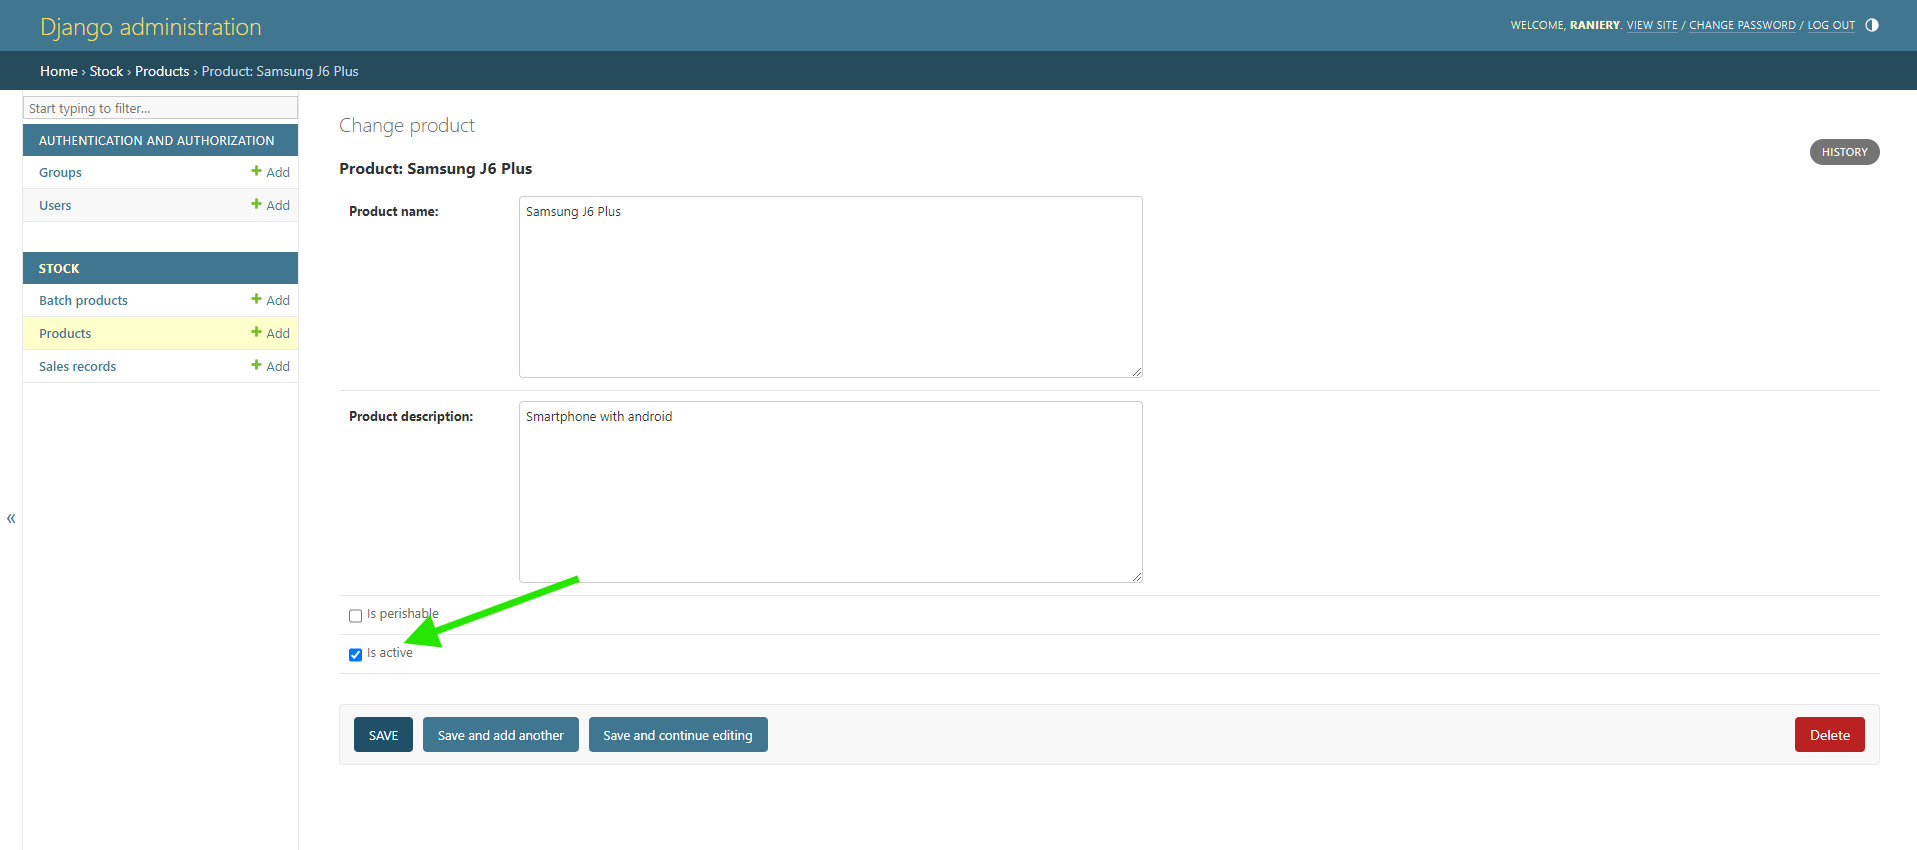 Django administration
WELCOME, RANIERY. VIEW SITE / CHANGE PASSWORD / LOG OUT
Home › Stock › Products › Product: Samsung J6 Plus
Start typing to filter...
AUTHENTICATION AND AUTHORIZATION
Groups + Add
Users + Add
STOCK
Batch products + Add
Products + Add
Sales records + Add
«
Change product
HISTORY
Product: Samsung J6 Plus
Product name: Samsung J6 Plus
Product description: Smartphone with android
Is perishable
Is active
SAVE Save and add another Save and continue editing Delete